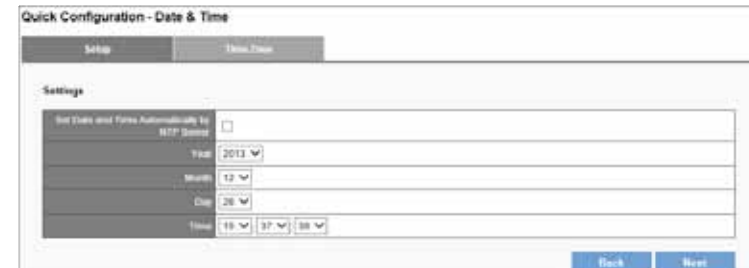 Quick Configuration - Date & Time
Setup
Time Zone
Settings
Set Date and Time Automatically by
NTP Server
Year 2013
Month 12
Day 26
Time 15 : 37 :
Back Next